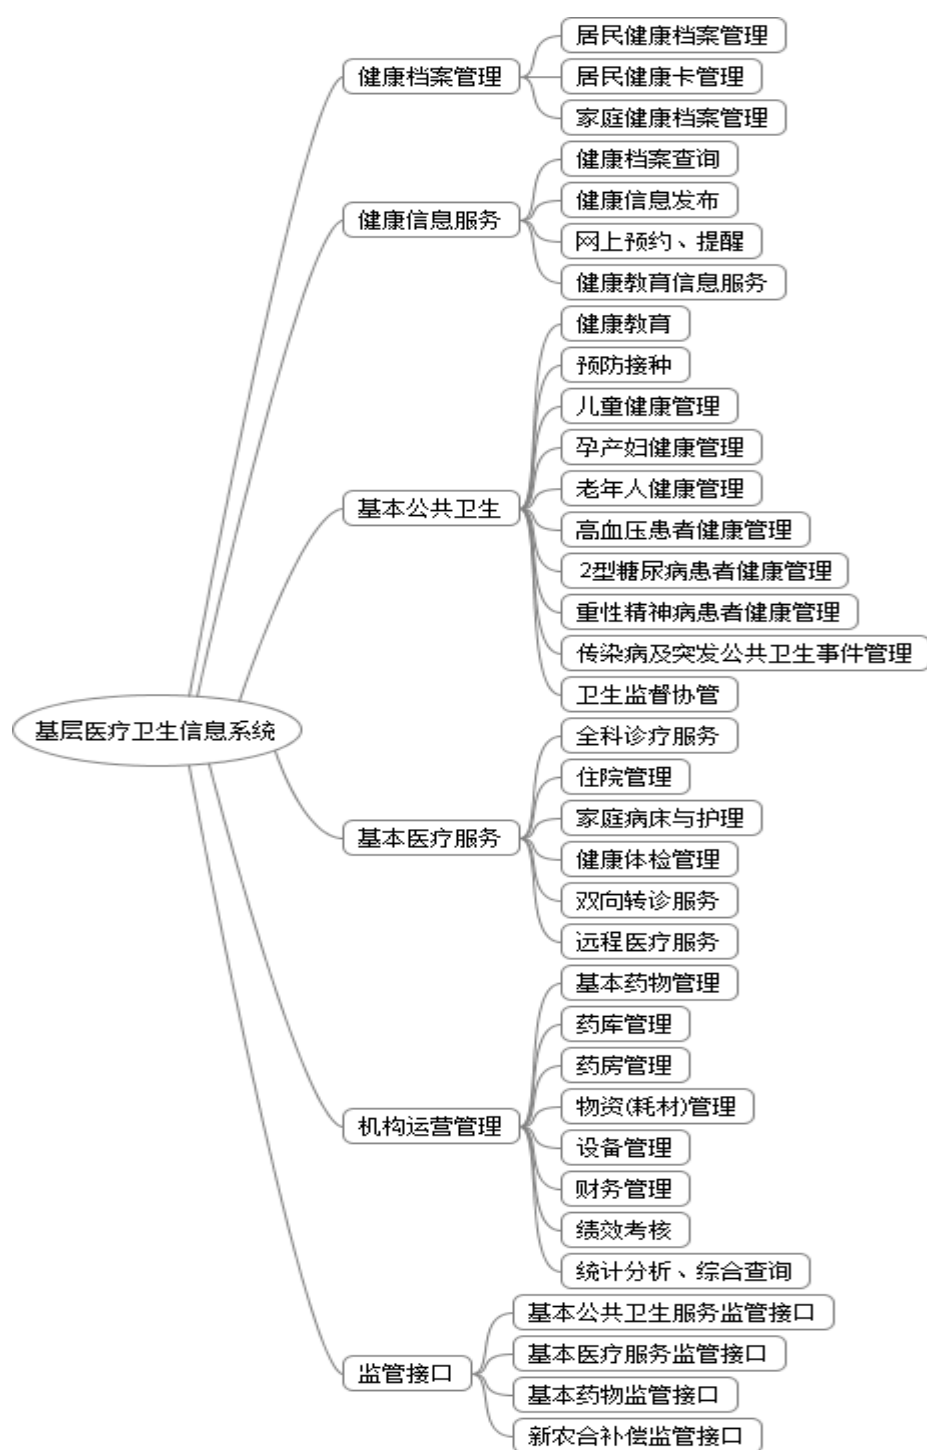 基层医疗卫生信息系统
健康档案管理
居民健康档案管理
居民健康卡管理
家庭健康档案管理
健康信息服务
健康档案查询
健康信息发布
网上预约、提醒
健康教育信息服务
基本公共卫生
健康教育
预防接种
儿童健康管理
孕产妇健康管理
老年人健康管理
高血压患者健康管理
2型糖尿病患者健康管理
重性精神病患者健康管理
传染病及突发公共卫生事件管理
卫生监督协管
基本医疗服务
全科诊疗服务
住院管理
家庭病床与护理
健康体检管理
双向转诊服务
远程医疗服务
机构运营管理
基本药物管理
药库管理
药房管理
物资(耗材)管理
设备管理
财务管理
绩效考核
统计分析、综合查询
监管接口
基本公共卫生服务监管接口
基本医疗服务监管接口
基本药物监管接口
新农合补偿监管接口